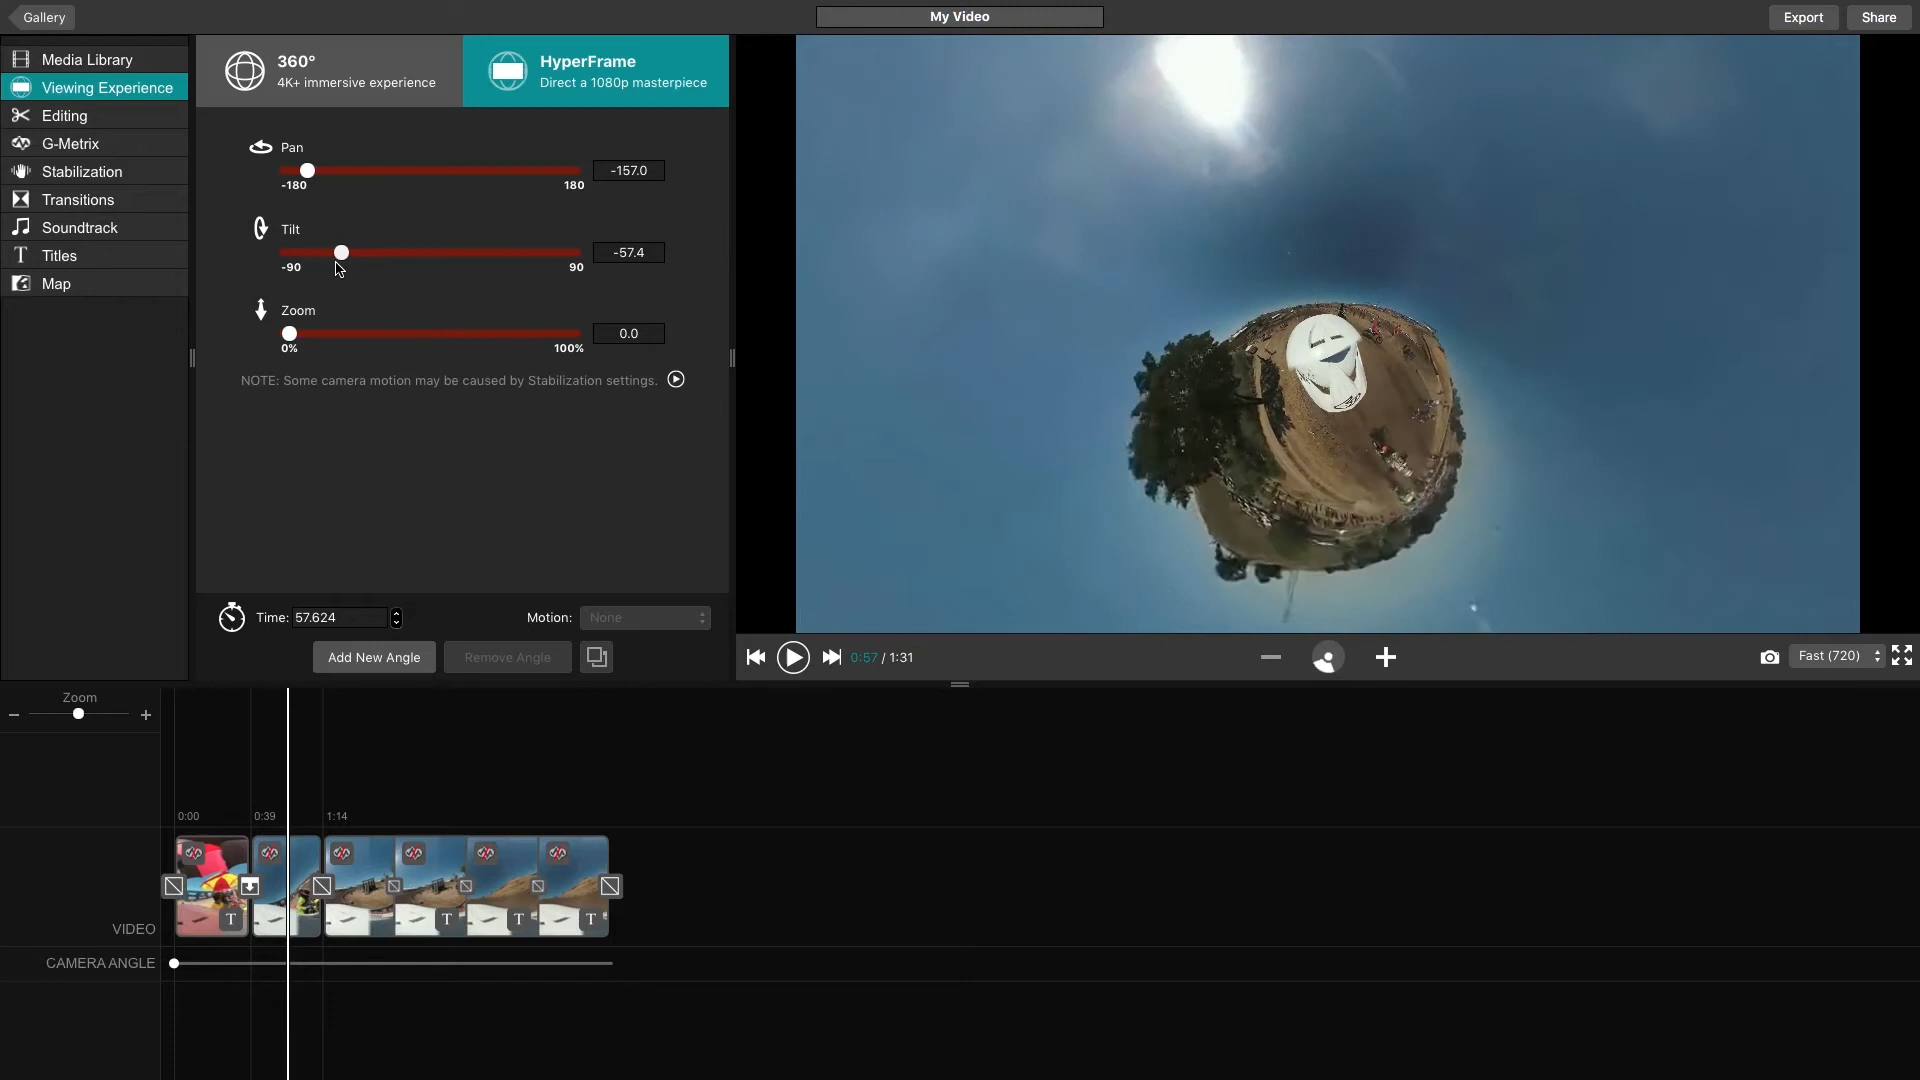 Gallery
My Video
Export
Share
Media Library
Viewing Experience
Editing
G-Metrix
Stabilization
Transitions
Soundtrack
Titles
Map
360°
4K+ immersive experience
HyperFrame
Direct a 1080p masterpiece
Pan
-157.0
-180
180
Tilt
-57.4
-90
90
Zoom
0.0
0%
100%
NOTE: Some camera motion may be caused by Stabilization settings.
Time: 57.624
Motion: None
Add New Angle
Remove Angle
0:57 / 1:31
Fast (720)
Zoom
0:00
0:39
1:14
T
T
T
T
VIDEO
CAMERA ANGLE